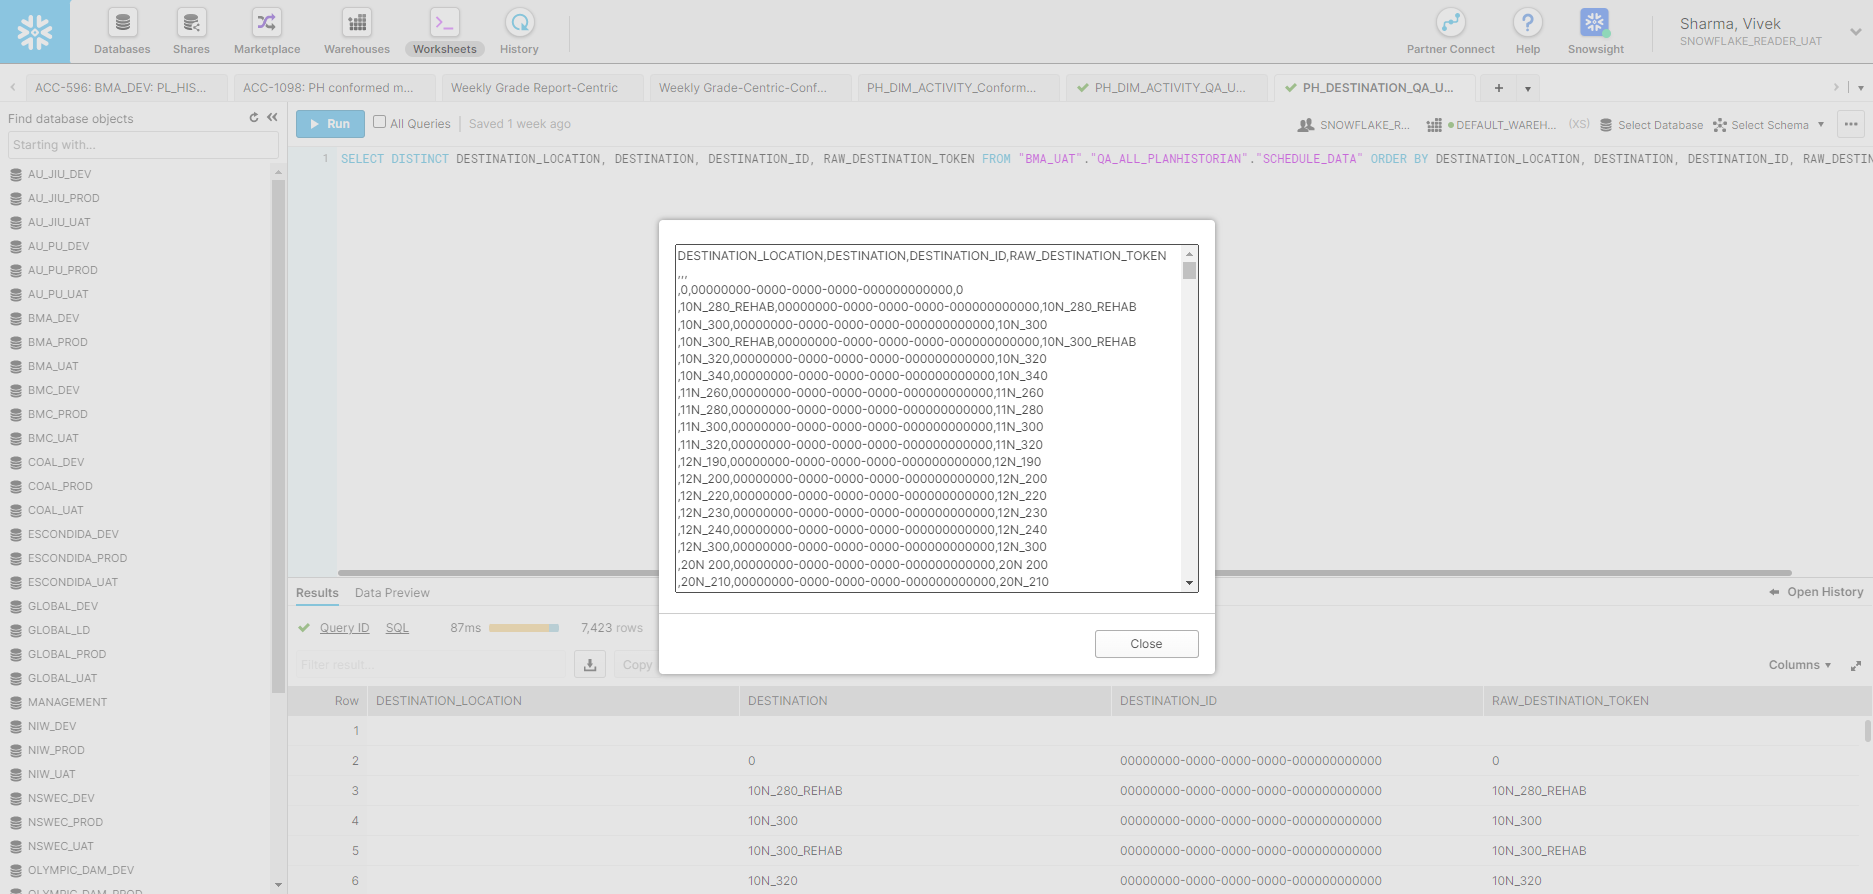 Databases
Shares
Marketplace
Warehouses
Worksheets
History
Partner Connect
Help
Snowsight
Sharma, Vivek
SNOWFLAKE_READER_UAT
ACC-596: BMA_DEV: PL_HIS...
ACC-1098: PH conformed m...
Weekly Grade Report-Centric
Weekly Grade-Centric-Conf...
PH_DIM_ACTIVITY_Conform...
PH_DIM_ACTIVITY_QA_U...
PH_DESTINATION_QA_U...
Find database objects
Starting with...
AU_JIU_DEV
AU_JIU_PROD
AU_JIU_UAT
AU_PU_DEV
AU_PU_PROD
AU_PU_UAT
BMA_DEV
BMA_PROD
BMA_UAT
BMC_DEV
BMC_PROD
BMC_UAT
COAL_DEV
COAL_PROD
COAL_UAT
ESCONDIDA_DEV
ESCONDIDA_PROD
ESCONDIDA_UAT
GLOBAL_DEV
GLOBAL_LD
GLOBAL_PROD
GLOBAL_UAT
MANAGEMENT
NIW_DEV
NIW_PROD
NIW_UAT
NSWEC_DEV
NSWEC_PROD
NSWEC_UAT
OLYMPIC_DAM_DEV
OLYMPIC_DAM_PROD
Run
All Queries
Saved 1 week ago
SNOWFLAKE_R...
DEFAULT_WAREH...
(XS)
Select Database
Select Schema
1 SELECT DISTINCT DESTINATION_LOCATION, DESTINATION, DESTINATION_ID, RAW_DESTINATION_TOKEN FROM "BMA_UAT"."QA_ALL_PLANHISTORIAN"."SCHEDULE_DATA" ORDER BY DESTINATION_LOCATION, DESTINATION, DESTINATION_ID, RAW_DESTIN
DESTINATION_LOCATION,DESTINATION,DESTINATION_ID,RAW_DESTINATION_TOKEN
,,,
,0,00000000-0000-0000-0000-000000000000,0
,10N_280_REHAB,00000000-0000-0000-0000-000000000000,10N_280_REHAB
,10N_300,00000000-0000-0000-0000-000000000000,10N_300
,10N_300_REHAB,00000000-0000-0000-0000-000000000000,10N_300_REHAB
,10N_320,00000000-0000-0000-0000-000000000000,10N_320
,10N_340,00000000-0000-0000-0000-000000000000,10N_340
,11N_260,00000000-0000-0000-0000-000000000000,11N_260
,11N_280,00000000-0000-0000-0000-000000000000,11N_280
,11N_300,00000000-0000-0000-0000-000000000000,11N_300
,11N_320,00000000-0000-0000-0000-000000000000,11N_320
,12N_190,00000000-0000-0000-0000-000000000000,12N_190
,12N_200,00000000-0000-0000-0000-000000000000,12N_200
,12N_220,00000000-0000-0000-0000-000000000000,12N_220
,12N_230,00000000-0000-0000-0000-000000000000,12N_230
,12N_240,00000000-0000-0000-0000-000000000000,12N_240
,12N_300,00000000-0000-0000-0000-000000000000,12N_300
,20N 200,00000000-0000-0000-0000-000000000000,20N 200
,20N_210,00000000-0000-0000-0000-000000000000,20N_210
Close
Results
Data Preview
Open History
Query ID
SQL
87ms
7,423 rows
Filter result...
Copy
Columns
Row DESTINATION_LOCATION DESTINATION DESTINATION_ID RAW_DESTINATION_TOKEN
1
2 0 00000000-0000-0000-0000-000000000000 0
3 10N_280_REHAB 00000000-0000-0000-0000-000000000000 10N_280_REHAB
4 10N_300 00000000-0000-0000-0000-000000000000 10N_300
5 10N_300_REHAB 00000000-0000-0000-0000-000000000000 10N_300_REHAB
6 10N_320 00000000-0000-0000-0000-000000000000 10N_320